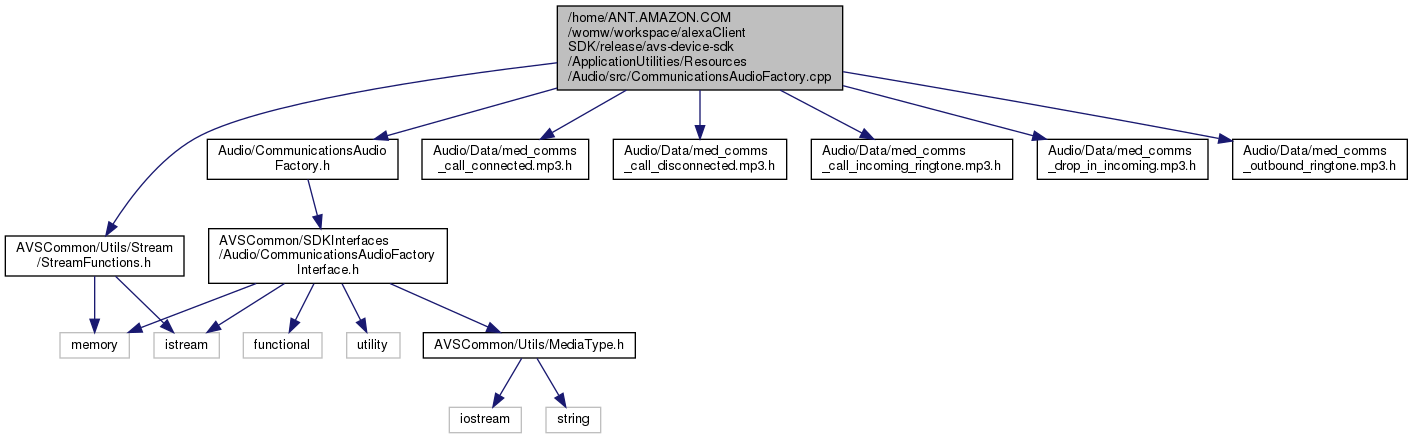 /home/ANT.AMAZON.COM
/womw/workspace/alexaClient
SDK/release/avs-device-sdk
/ApplicationUtilities/Resources
/Audio/src/CommunicationsAudioFactory.cpp
Audio/CommunicationsAudio
Factory.h
Audio/Data/med_comms
_call_connected.mp3.h
Audio/Data/med_comms
_call_disconnected.mp3.h
Audio/Data/med_comms
_call_incoming_ringtone.mp3.h
Audio/Data/med_comms
_drop_in_incoming.mp3.h
Audio/Data/med_comms
_outbound_ringtone.mp3.h
AVSCommon/Utils/Stream
/StreamFunctions.h
AVSCommon/SDKInterfaces
/Audio/CommunicationsAudioFactory
Interface.h
memory
istream
functional
utility
AVSCommon/Utils/MediaType.h
iostream
string